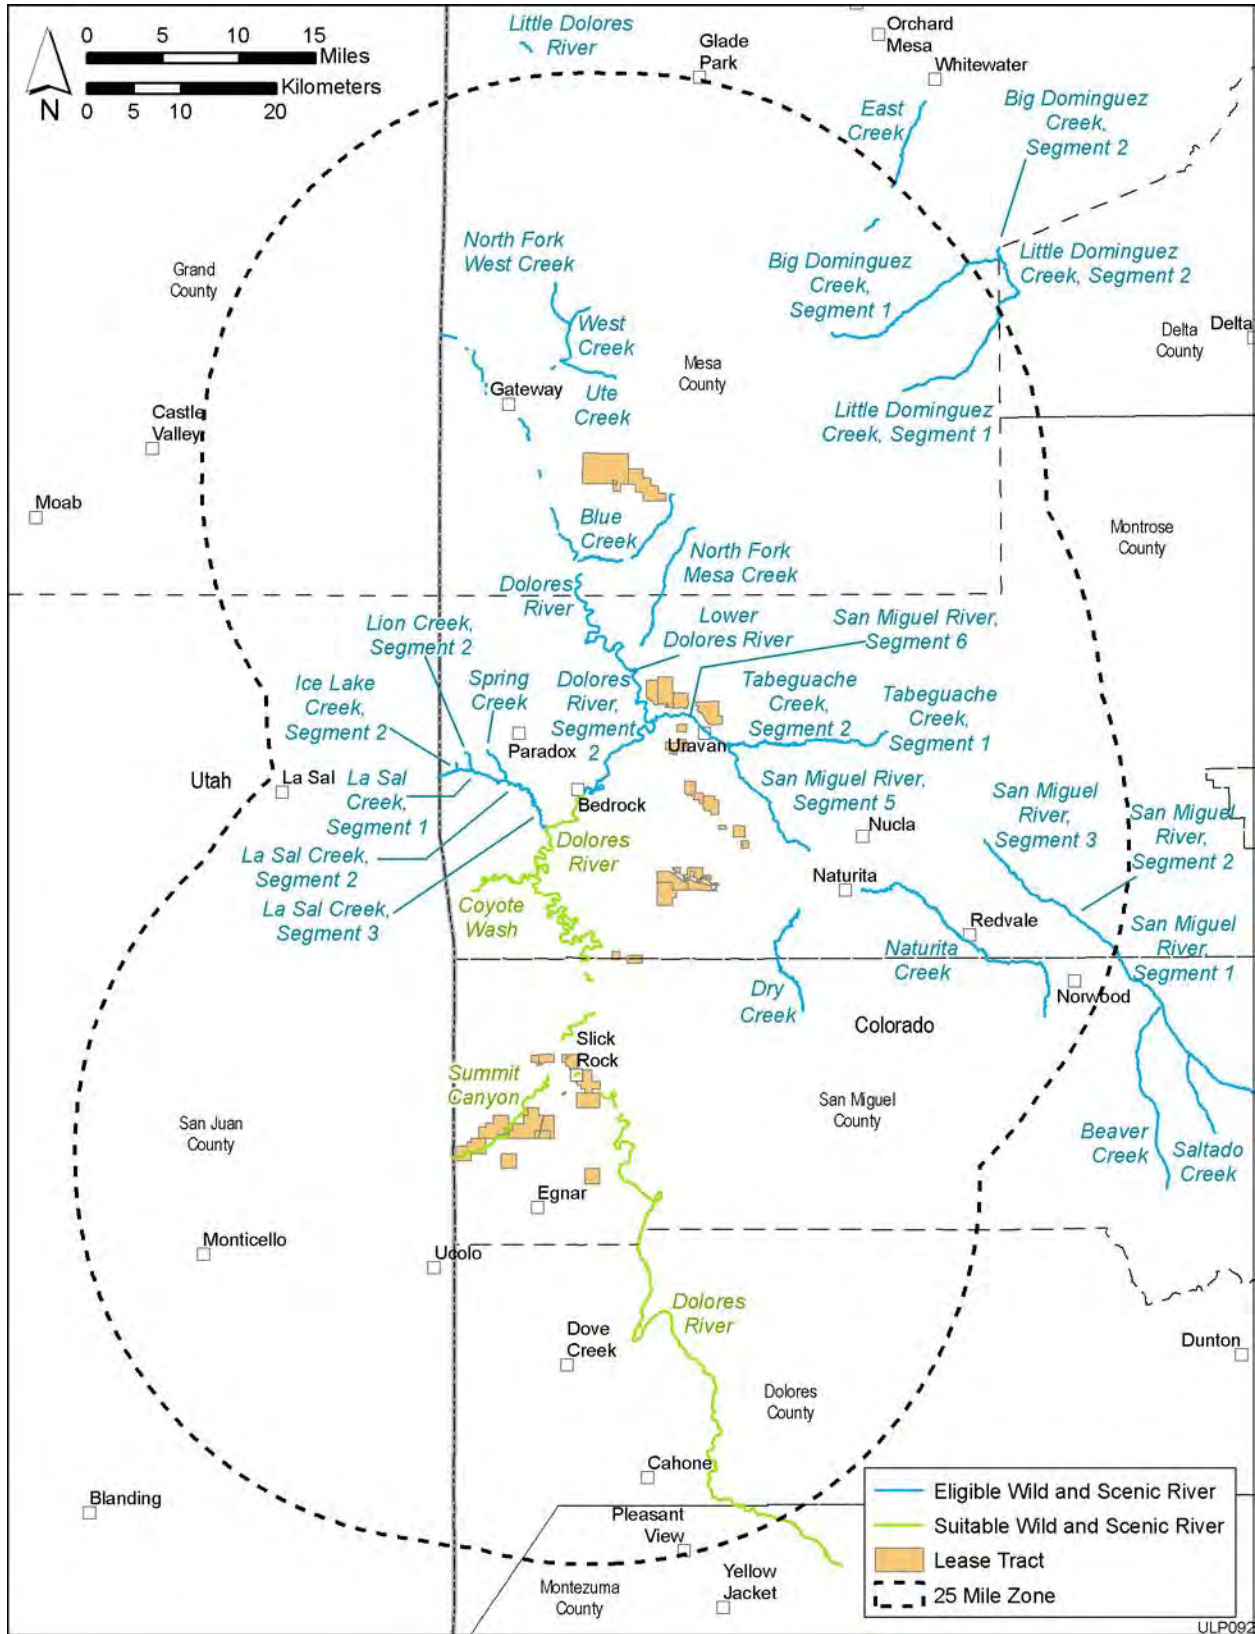 0 5 10 15
Miles
Kilometers
0 5 10 20
N
Little Dolores
River
Glade
Park
Orchard
Mesa
Whitewater
East
Creek
Big Dominguez
Creek,
Segment 2
North Fork
West Creek
Big Dominguez
Creek,
Segment 1
Little Dominguez
Creek, Segment 2
Grand
County
West
Creek
Mesa
County
Delta
County
Delta
Gateway
Ute
Creek
Castle
Valley
Little Dominguez
Creek, Segment 1
Moab
Blue
Creek
North Fork
Mesa Creek
Montrose
County
Dolores
River
Lower
Dolores River
San Miguel River,
Segment 6
Lion Creek,
Segment 2
Ice Lake
Creek,
Segment 2
Spring
Creek
Dolores
River,
Segment
2
Tabeguache
Creek,
Segment 2
Tabeguache
Creek,
Segment 1
Paradox
Uravan
Utah
La Sal
La Sal
Creek,
Segment 1
Bedrock
San Miguel River,
Segment 5
San Miguel
River,
Segment 3
San Miguel
River,
Segment 2
Nucla
La Sal Creek,
Segment 2
Dolores
River
Naturita
La Sal Creek,
Segment 3
Coyote
Wash
Redvale
San Miguel
River,
Segment 1
Naturita
Creek
Dry
Creek
Norwood
Colorado
Slick
Rock
Summit
Canyon
San Juan
County
San Miguel
County
Beaver
Creek
Saltado
Creek
Egnar
Monticello
Ucolo
Dolores
River
Dove
Creek
Dunton
Dolores
County
Cahone
Blanding
Pleasant
View
Yellow
Jacket
Montezuma
County
Eligible Wild and Scenic River
Suitable Wild and Scenic River
Lease Tract
25 Mile Zone
ULP092